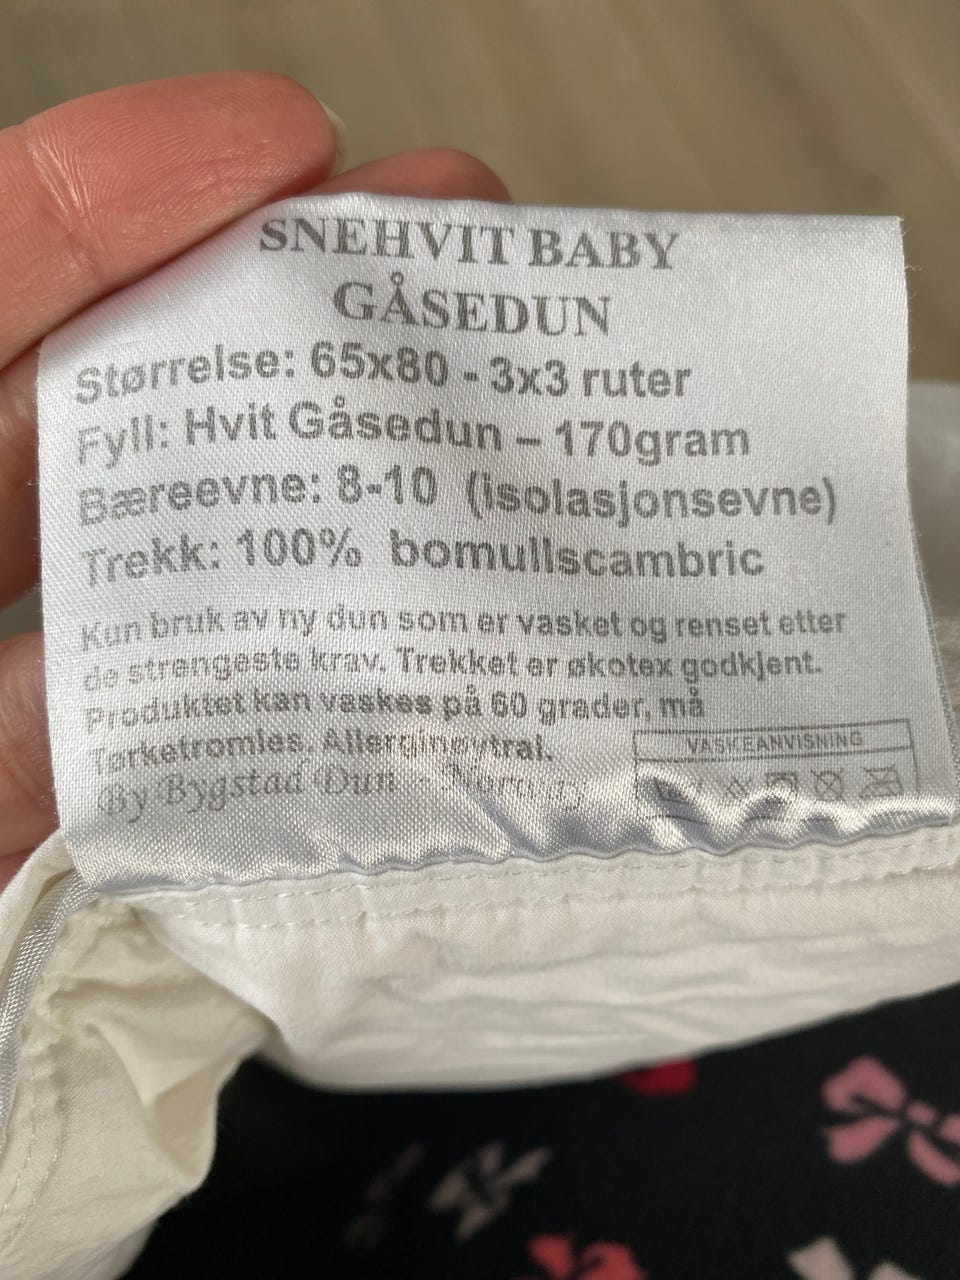 SNEHVIT BABY
GÅSEDUN
Størrelse: 65x80 - 3x3 ruter
Fyll: Hvit Gåsedun – 170gram
Bæreevne: 8-10 (isolasjonsevne)
Trekk: 100% bomullscambric
Kun bruk av ny dun som er vasket og renset etter
de strengeste krav. Trekket er økotex godkjent.
Produktet kan vaskes på 60 grader, må
Tørketromles. Allerginøytral.
By Bygstad Dun - Norway
VASKEANVISNING